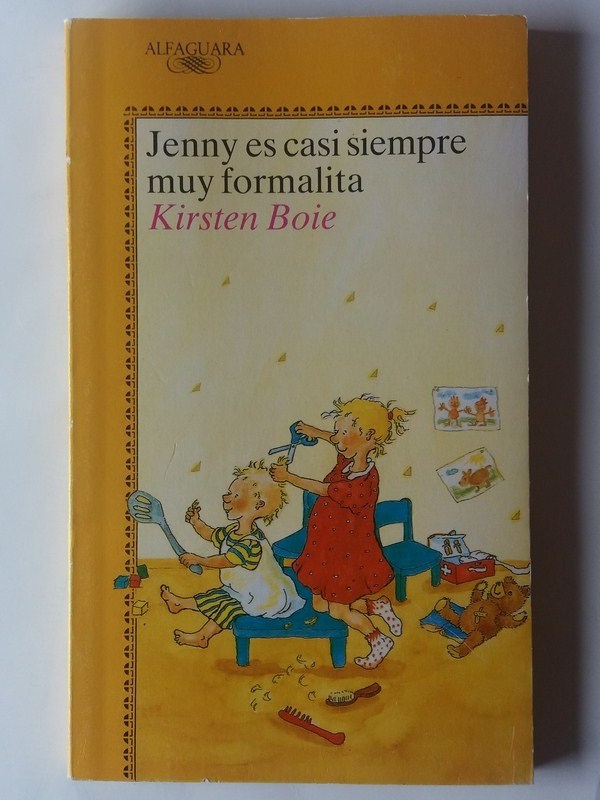 ALFAGUARA
Jenny es casi siempre
muy formalita
Kirsten Boie